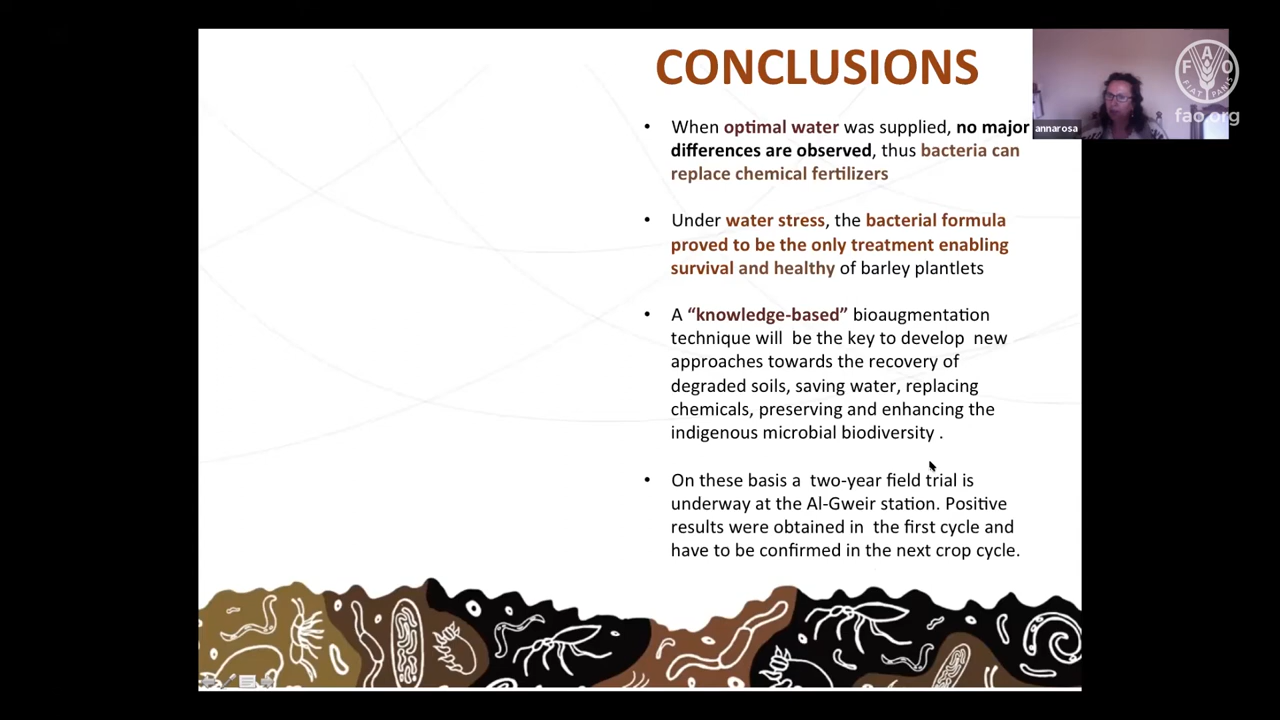 CONCLUSIONS
• When optimal water was supplied, no major
differences are observed, thus bacteria can
replace chemical fertilizers
• Under water stress, the bacterial formula
proved to be the only treatment enabling
survival and healthy of barley plantlets
• A “knowledge-based” bioaugmentation
technique will  be the key to develop  new
approaches towards the recovery of
degraded soils, saving water, replacing
chemicals, preserving and enhancing the
indigenous microbial biodiversity .
• On these basis a  two-year field trial is
underway at the Al-Gweir station. Positive
results were obtained in  the first cycle and
have to be confirmed in the next crop cycle.
annarosa
F A O
FIAT PANIS
fao.org